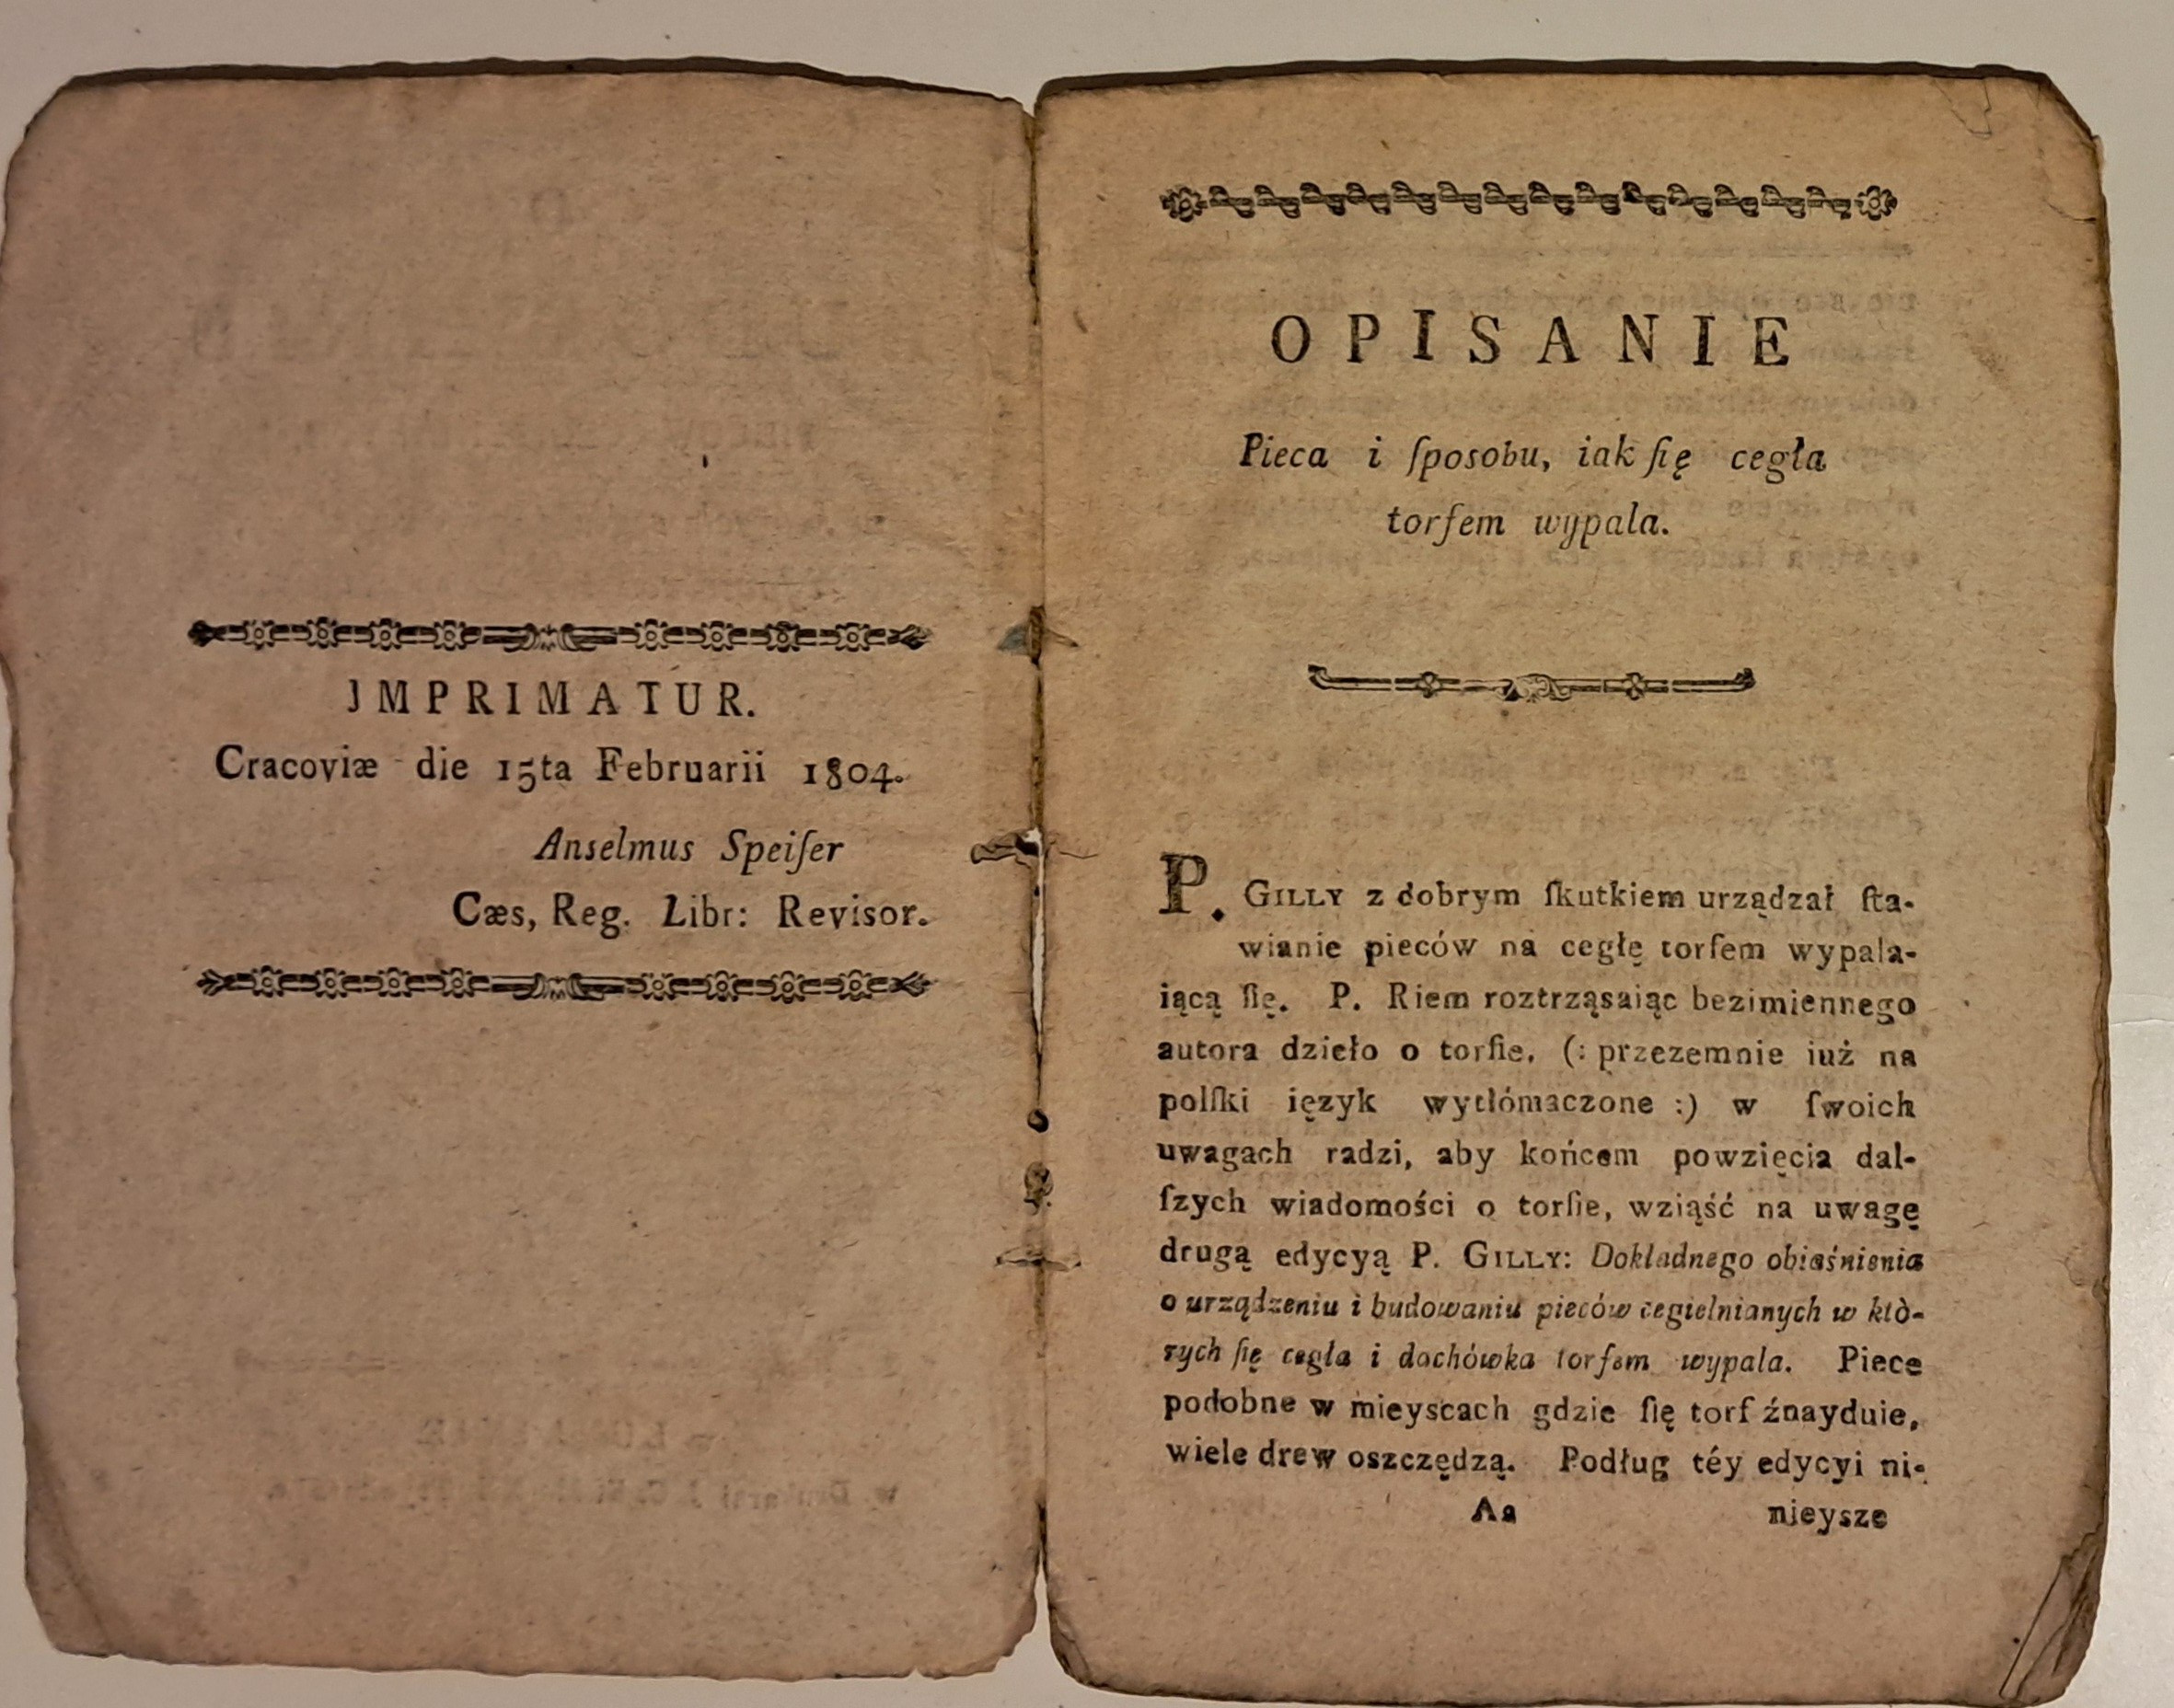 JMPRIMATUR.
Cracoviæ die 15ta Februarii 1804.
Anselmus Speiſer
Cæs, Reg. Libr: Revisor.
OPISANIE
Pieca i ſposobu, iak ſię cegła
torfem wypala.
P. GILLY z dobrym ſkutkiem urządzał ſta-
wianie pieców na cegłę torfem wypala-
iącą ſię. P. Riem roztrząsaiąc bezimiennego
autora dzieło o torfie. (: przezemnie iuż na
polſki ięzyk wytłómaczone :) w ſwoich
uwagach radzi, aby końcem powzięcia dal-
ſzych wiadomości o torfie, wziąść na uwagę
drugą edycyą P. GILLY: Dokładnego obiaśnienia
o urządzeniu i budowaniu pieców cegielnianych w któ-
rych ſię cegła i dachówka torfem wypala. Piece
podobne w mieyscach gdzie ſię torf źnayduie,
wiele drew oszczędzą. Podług téy edycyi ni-
Aa nieysze